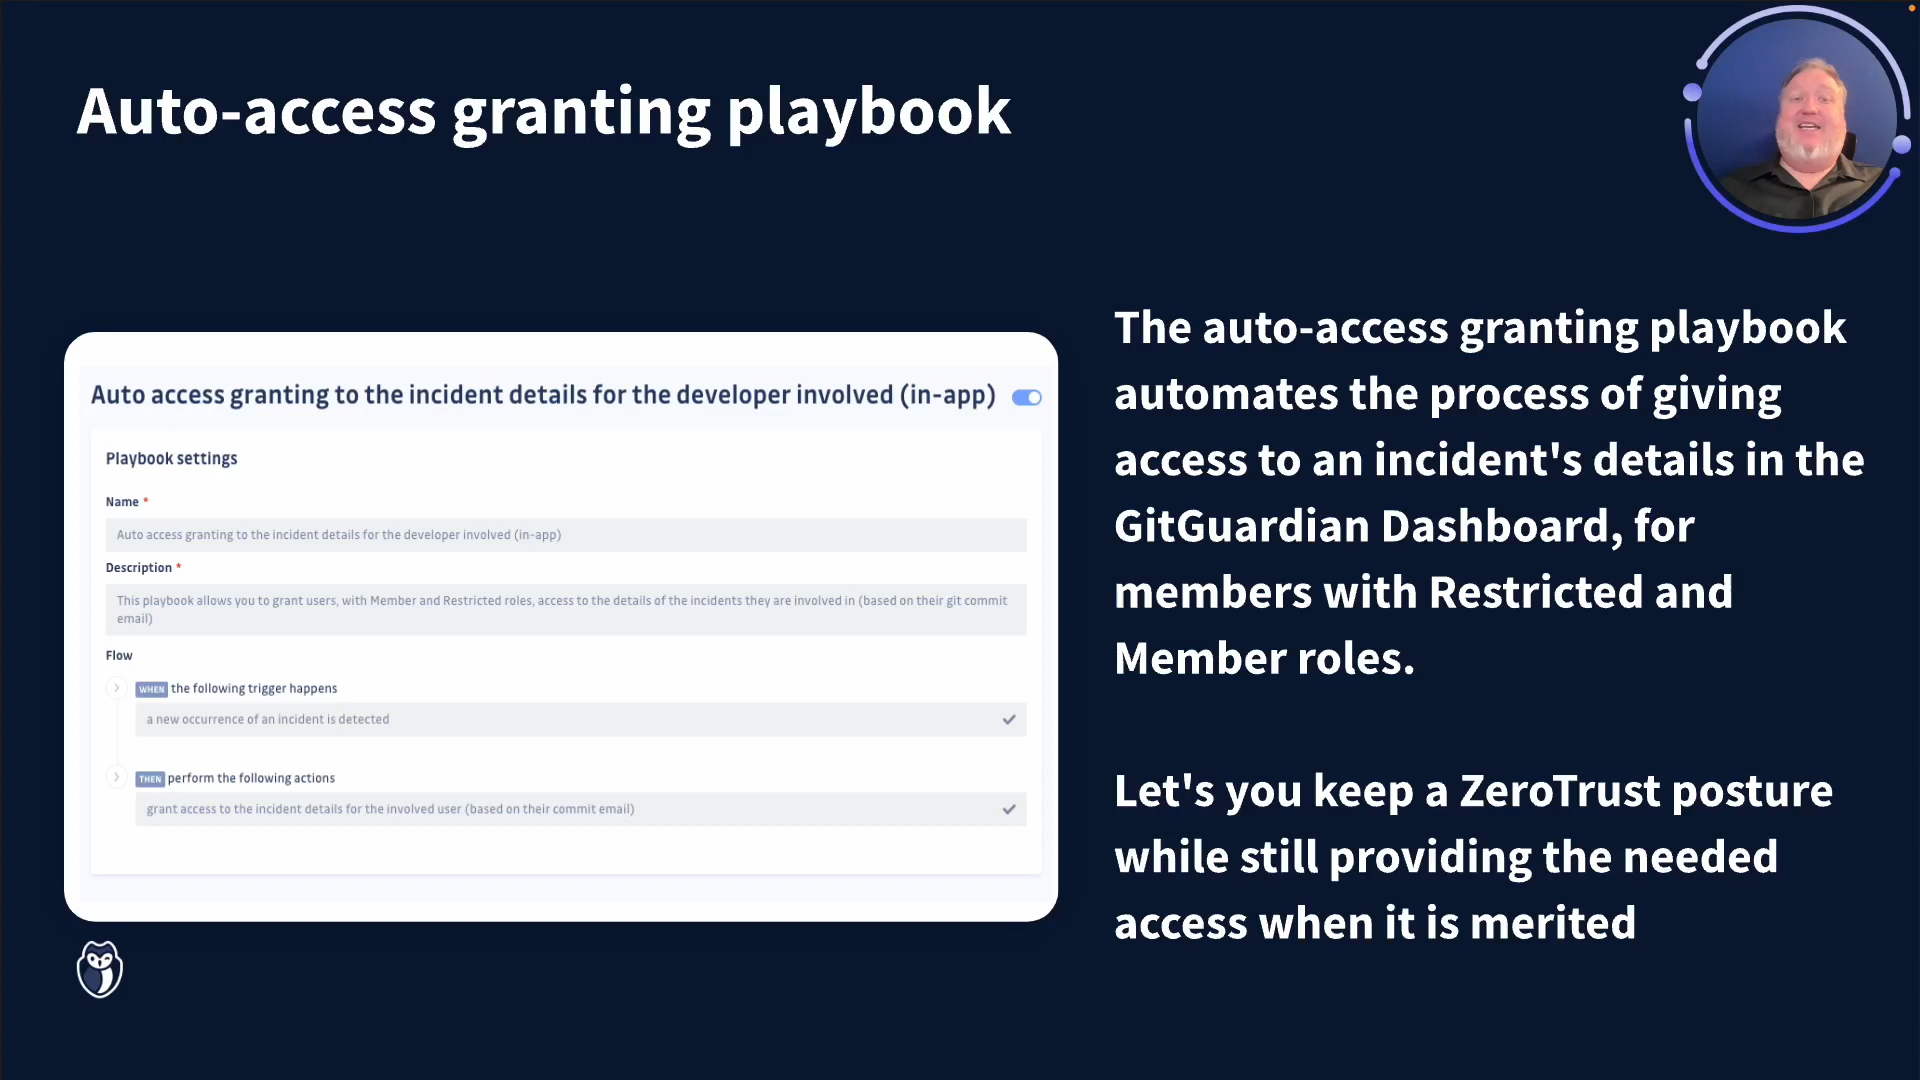 Auto-access granting playbook
Auto access granting to the incident details for the developer involved (in-app)
Playbook settings
Name *
Auto access granting to the incident details for the developer involved (in-app)
Description *
This playbook allows you to grant users, with Member and Restricted roles, access to the details of the incidents they are involved in (based on their git commit
email)
Flow
WHEN the following trigger happens
a new occurrence of an incident is detected
THEN perform the following actions
grant access to the incident details for the involved user (based on their commit email)
The auto-access granting playbook
automates the process of giving
access to an incident's details in the
GitGuardian Dashboard, for
members with Restricted and
Member roles.
Let's you keep a ZeroTrust posture
while still providing the needed
access when it is merited